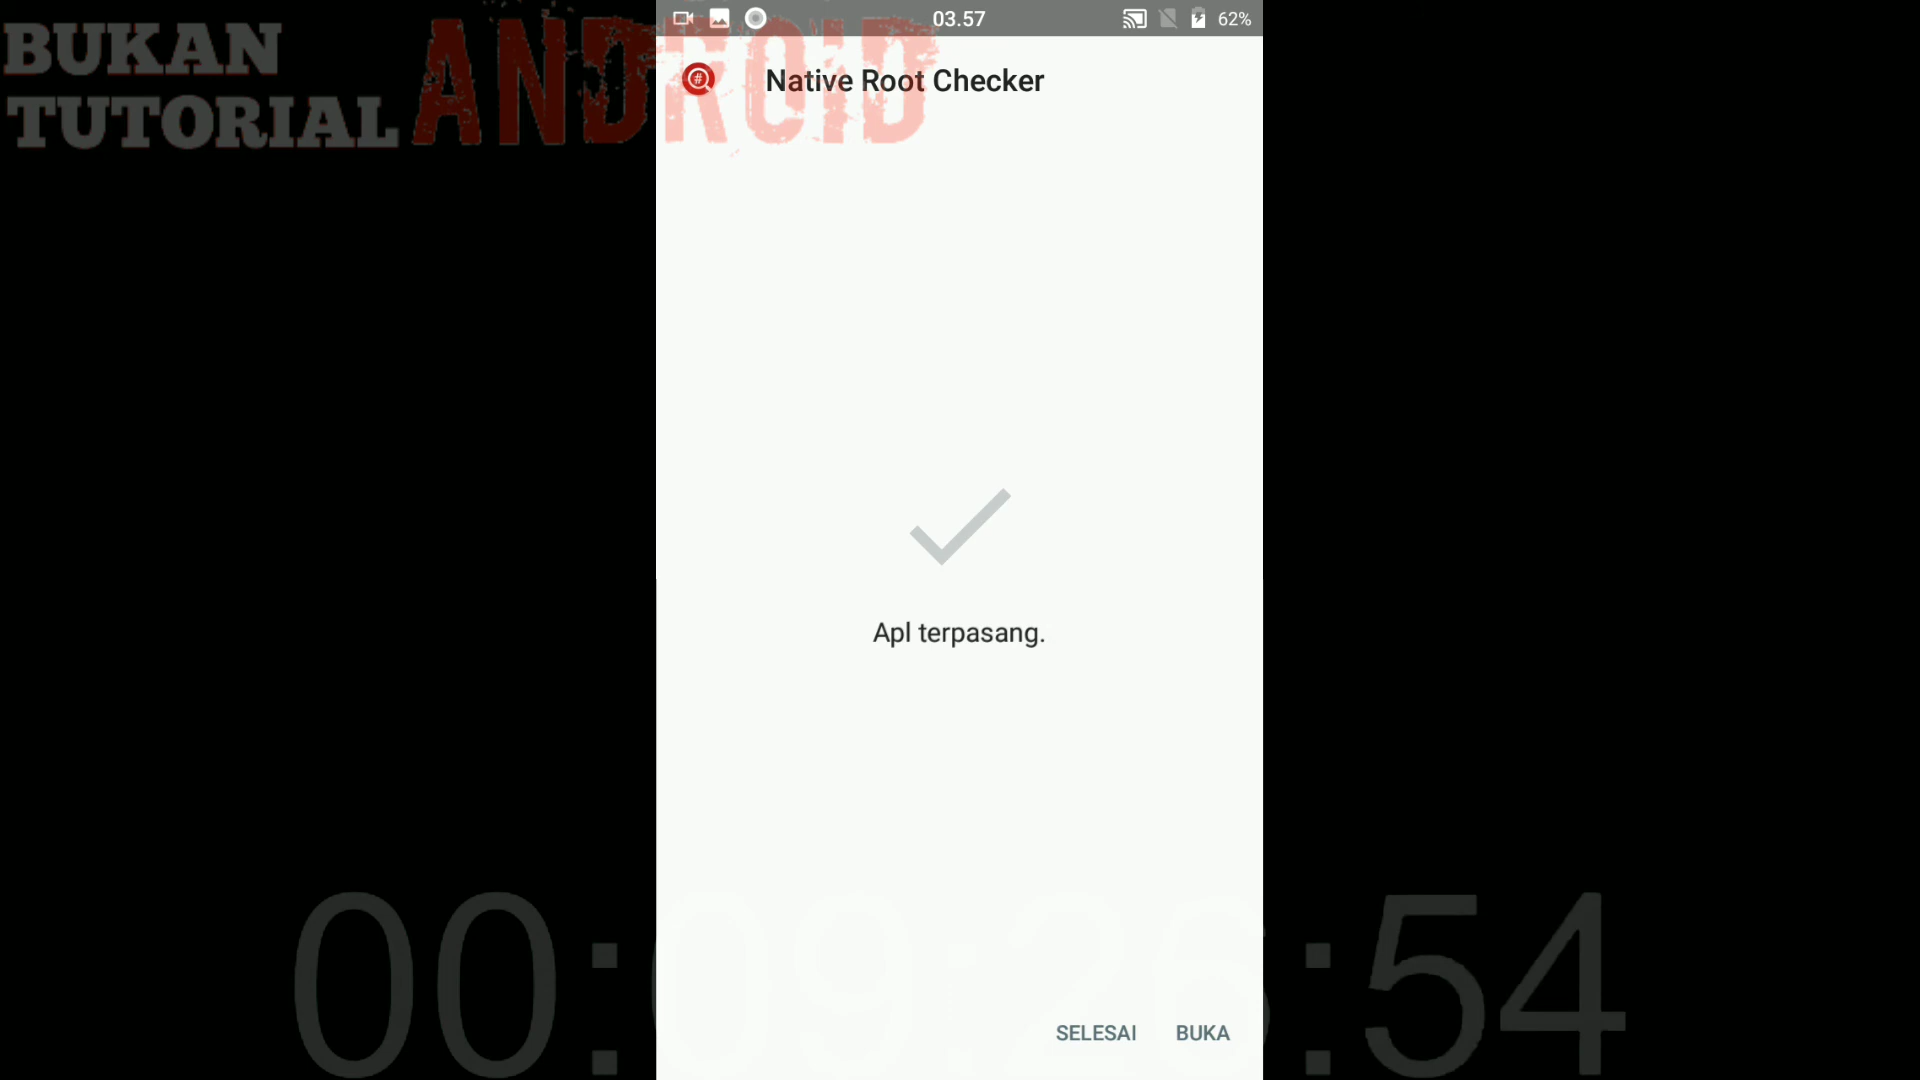 BUKAN
TUTORIAL ANDROID
03.57
62%
Native Root Checker
Apl terpasang.
00:09:26:54
SELESAI
BUKA